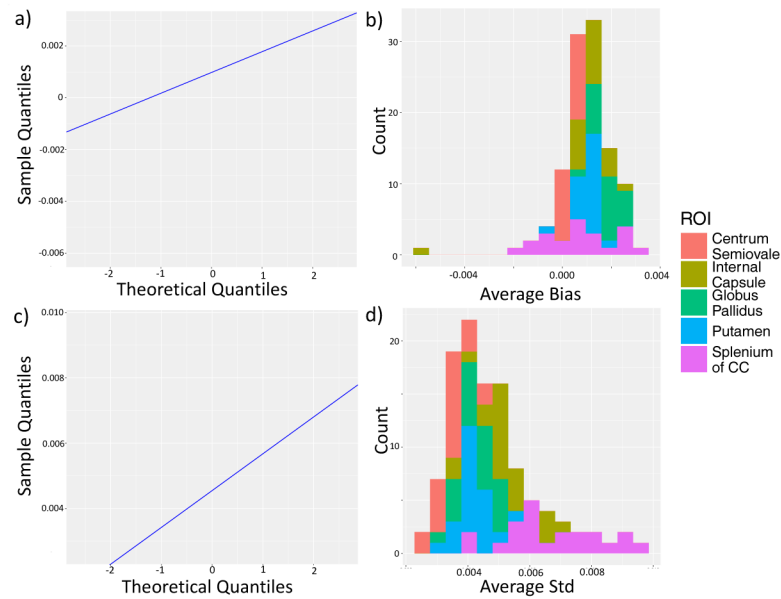 a)
0.002
0
-0.002
-0.004
-0.006
Sample Quantiles
-2
-1
0
1
2
Theoretical Quantiles
b)
30
20
10
0
Count
-0.004
0.000
0.004
Average Bias
ROI
Centrum
Semiovale
Internal
Capsule
Globus
Pallidus
Putamen
Splenium
of CC
c)
0.010
0.008
0.006
0.004
Sample Quantiles
-2
-1
0
1
2
Theoretical Quantiles
d)
20
10
0
Count
0.004
0.006
0.008
Average Std